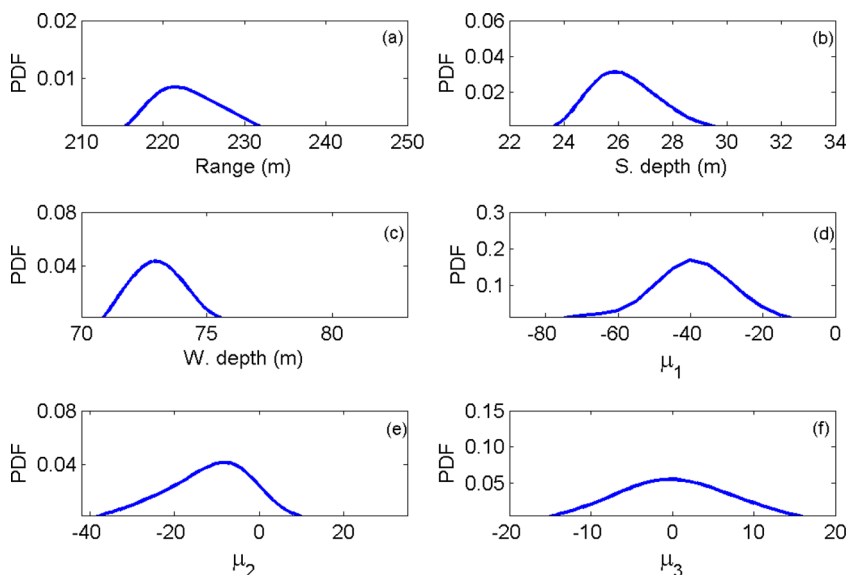 0.02
PDF
0.01
(a)
210 220 230 240 250
Range (m)
0.06
0.04
PDF
0.02
(b)
22 24 26 28 30 32 34
S. depth (m)
0.08
PDF
0.04
(c)
70 75 80
W. depth (m)
0.3
0.2
PDF
0.1
(d)
-80 -60 -40 -20 0
μ1
0.08
PDF
0.04
(e)
-40 -20 0 20
μ2
0.15
0.10
PDF
0.05
(f)
-20 -10 0 10 20
μ3